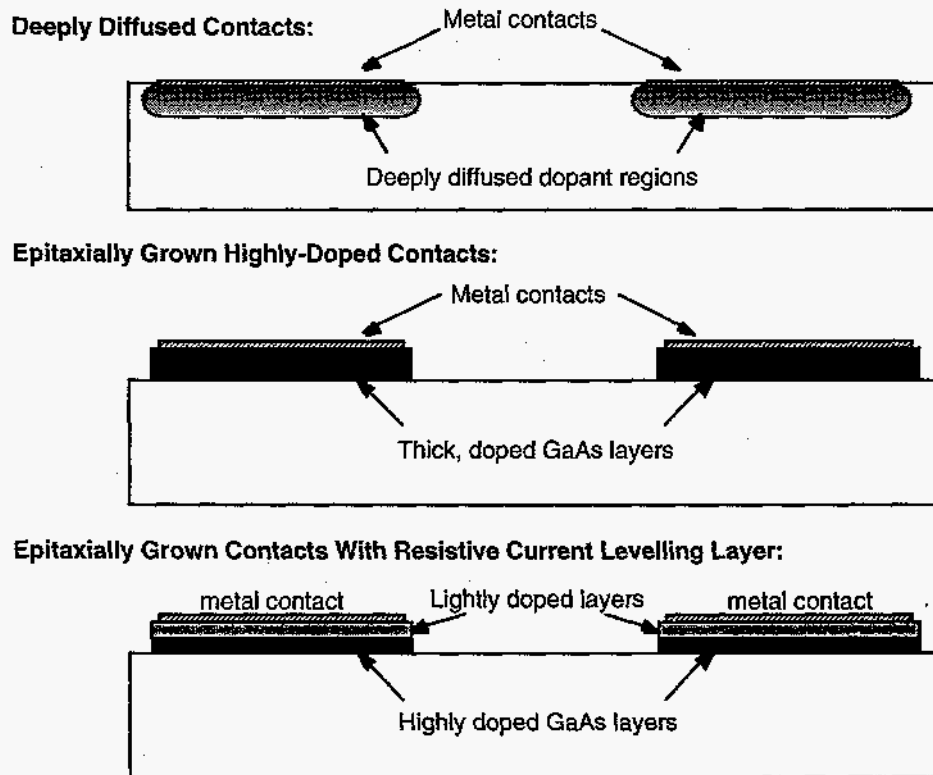 Deeply Diffused Contacts:
Metal contacts
Deeply diffused dopant regions
Epitaxially Grown Highly-Doped Contacts:
Metal contacts
Thick, doped GaAs layers
Epitaxially Grown Contacts With Resistive Current Levelling Layer:
metal contact Lightly doped layers metal contact
Highly doped GaAs layers